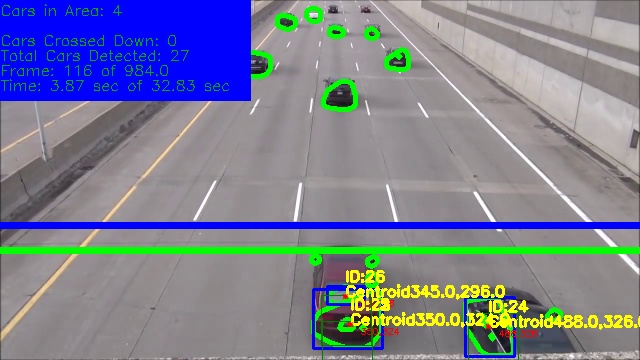 Cars in Area: 4
Cars Crossed Down: 0
Total Cars Detected: 27
Frame: 116 of 984.0
Time: 3.87 sec of 32.83 sec
ID:26
Centroid345.0,296.0
ID:24
Centroid488.0,326.